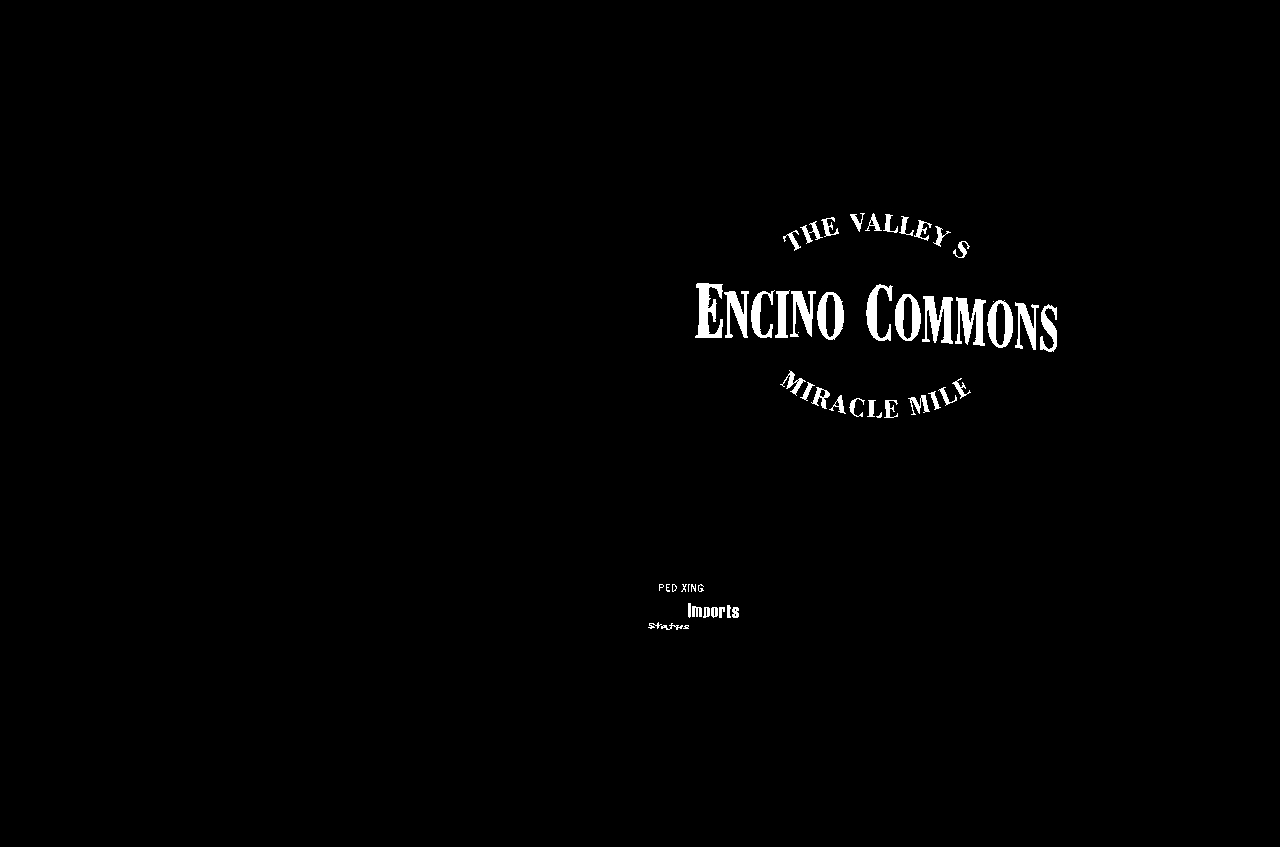 THE VALLEY S
ENCINO COMMONS
MIRACLE MILE
PED XING
Imports
Status